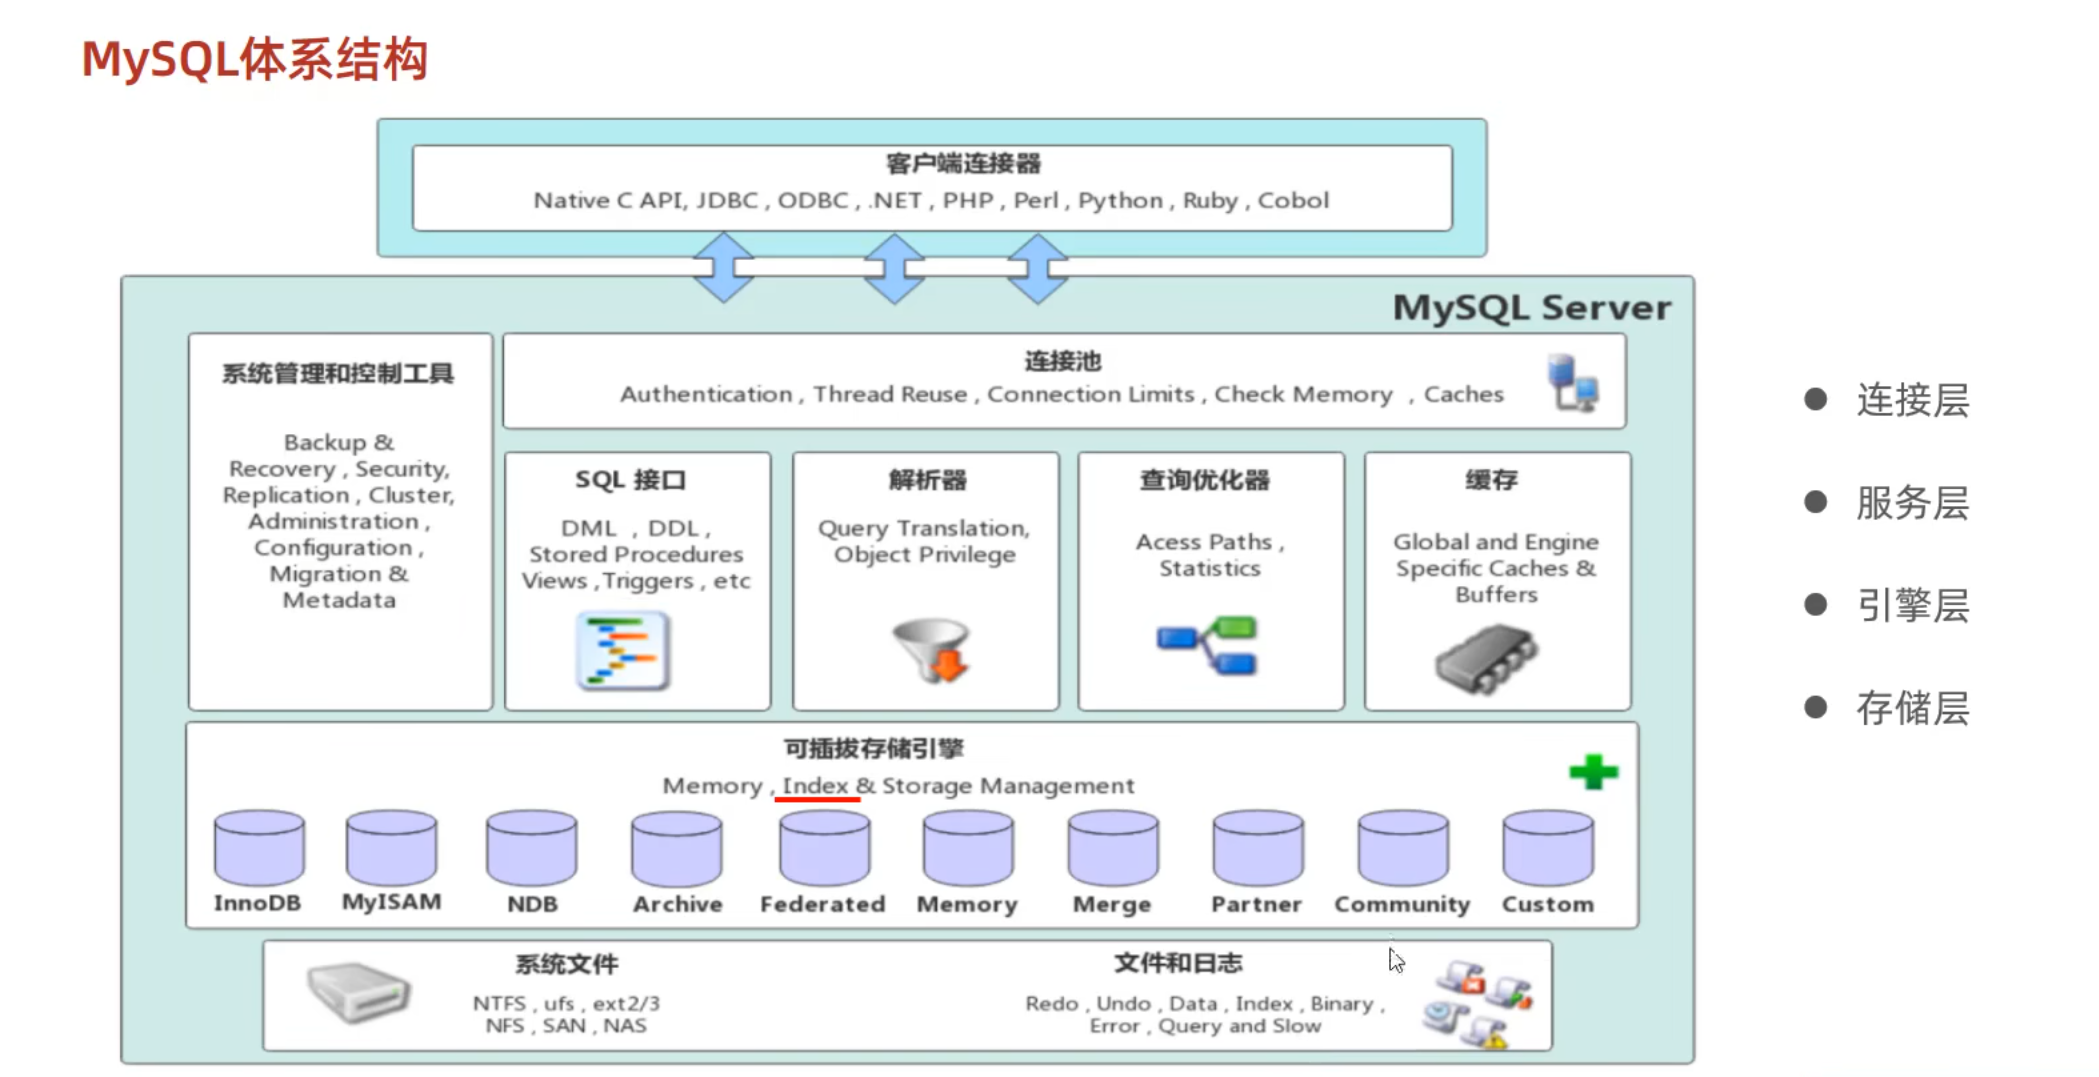 MySQL体系结构
客户端连接器
Native C API, JDBC , ODBC , .NET , PHP , Perl , Python , Ruby , Cobol
MySQL Server
系统管理和控制工具
Backup &
Recovery , Security,
Replication , Cluster,
Administration ,
Configuration ,
Migration &
Metadata
连接池
Authentication , Thread Reuse , Connection Limits , Check Memory , Caches
SQL 接口
DML , DDL ,
Stored Procedures
Views ,Triggers , etc
解析器
Query Translation,
Object Privilege
查询优化器
Acess Paths ,
Statistics
缓存
Global and Engine
Specific Caches &
Buffers
可插拔存储引擎
Memory , Index & Storage Management
InnoDB
MyISAM
NDB
Archive
Federated
Memory
Merge
Partner
Community
Custom
系统文件
NTFS , ufs , ext2/3
NFS , SAN , NAS
文件和日志
Redo , Undo , Data , Index , Binary ,
Error , Query and Slow
● 连接层
● 服务层
● 引擎层
● 存储层